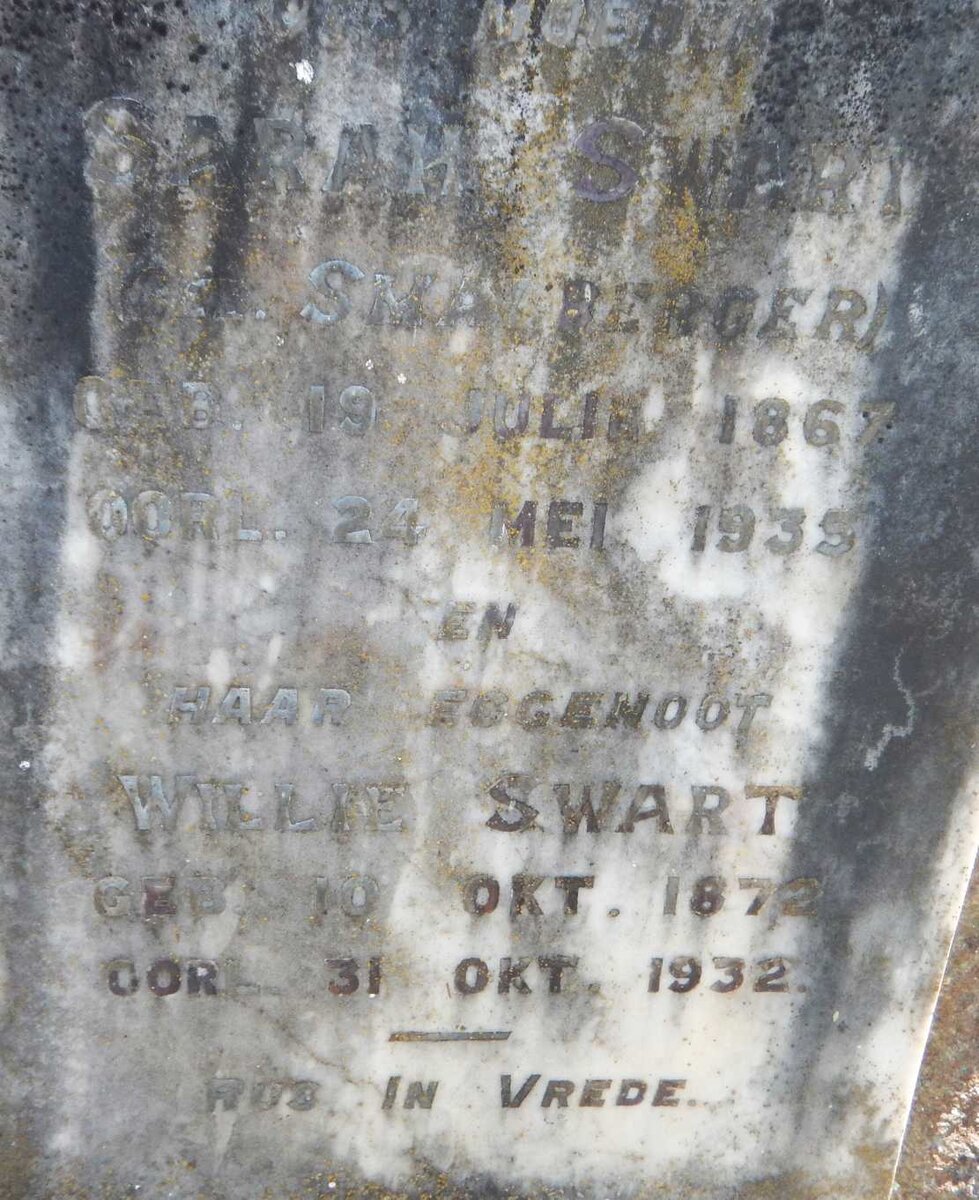 MOEDER
SARAH SWART
(GEB. SMALBERGER)
GEB. 19 JULIE 1867
OORL. 24 MEI 1935
EN
HAAR EGGENOOT
WILLIE SWART
GEB. 10 OKT. 1872
OORL. 31 OKT. 1932.
RUS IN VREDE.